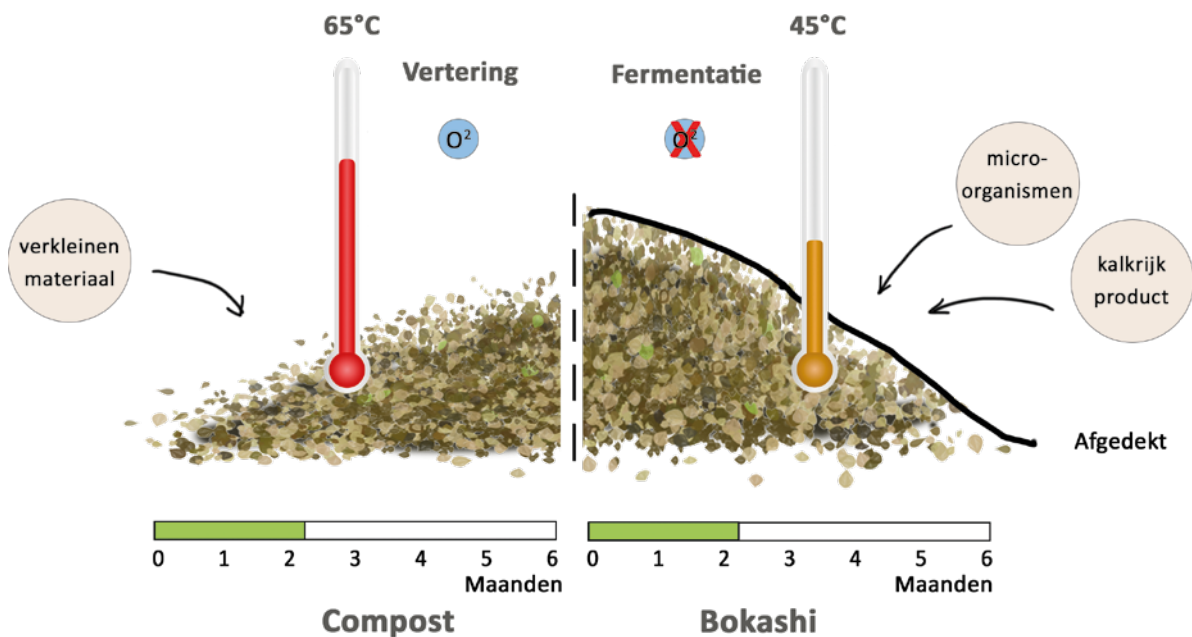 65°C
45°C
Vertering
Fermentatie
O²
O²
micro-
organismen
verkleinen
materiaal
kalkrijk
product
Afgedekt
0 1 2 3 4 5 6
Maanden
0 1 2 3 4 5 6
Maanden
Compost
Bokashi